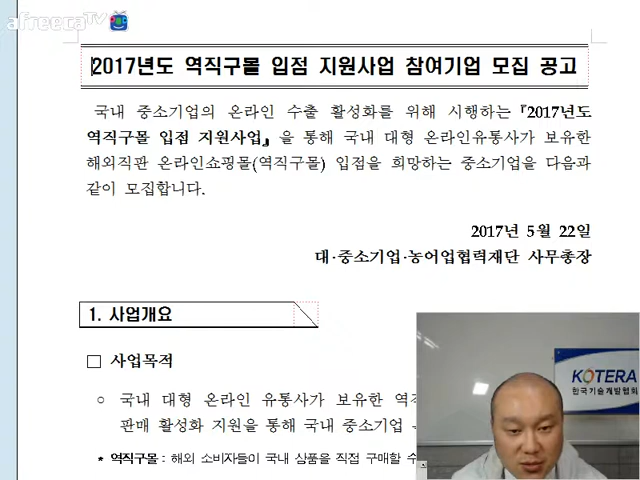 afreecaTV
2017년도 역직구몰 입점 지원사업 참여기업 모집 공고
국내 중소기업의 온라인 수출 활성화를 위해 시행하는 『2017년도
역직구몰 입점 지원사업』을 통해 국내 대형 온라인유통사가 보유한
해외직판 온라인쇼핑몰(역직구몰) 입점을 희망하는 중소기업을 다음과
같이 모집합니다.
2017년 5월 22일
대·중소기업·농어업협력재단 사무총장
1. 사업개요
□ 사업목적
○ 국내 대형 온라인 유통사가 보유한
판매 활성화 지원을 통해 국내 중소기업
* 역직구몰 : 해외 소비자들이 국내 상품을 직접 구매할
KOTERA
한국기술개발협회